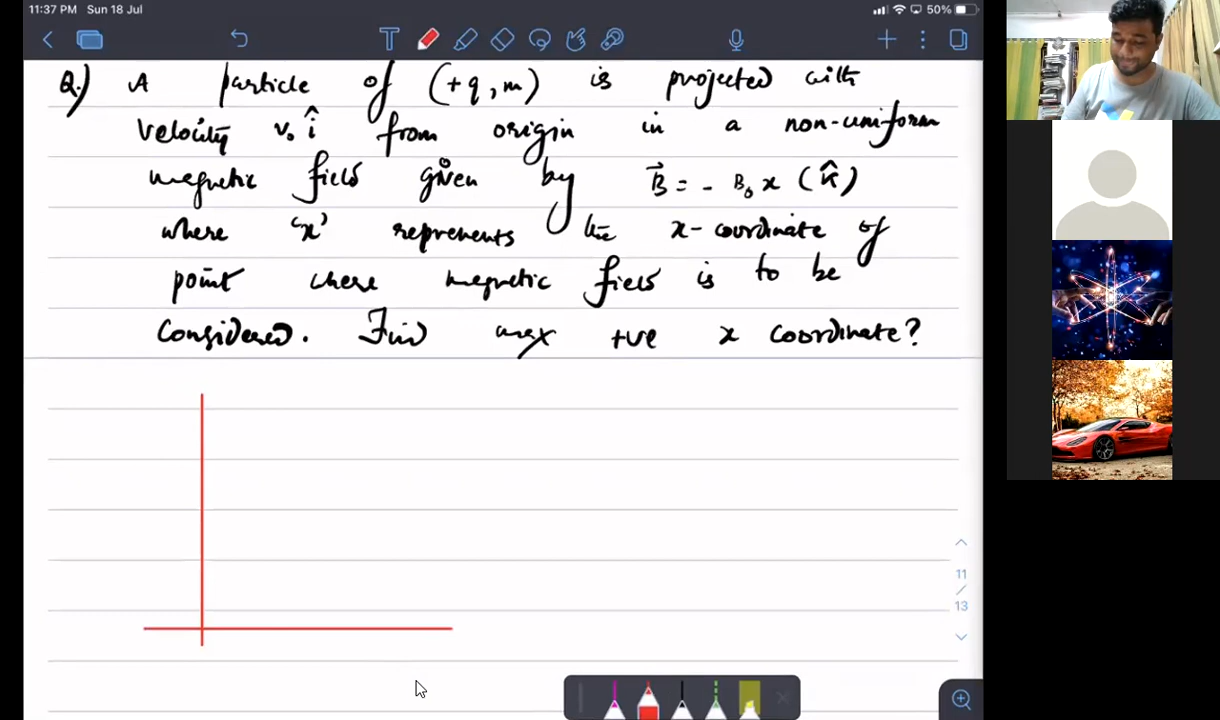 11:37 PM Sun 18 Jul
50%
Q.) A particle of (+q, m) is projected with
velocity v₀ î from origin in a non-uniform
magnetic field given by B⃗ = - B₀ x (k̂)
where 'x' represents the x-coordinate of
point where magnetic field is to be
considered. Find max +ve x coordinate?
11
/
13